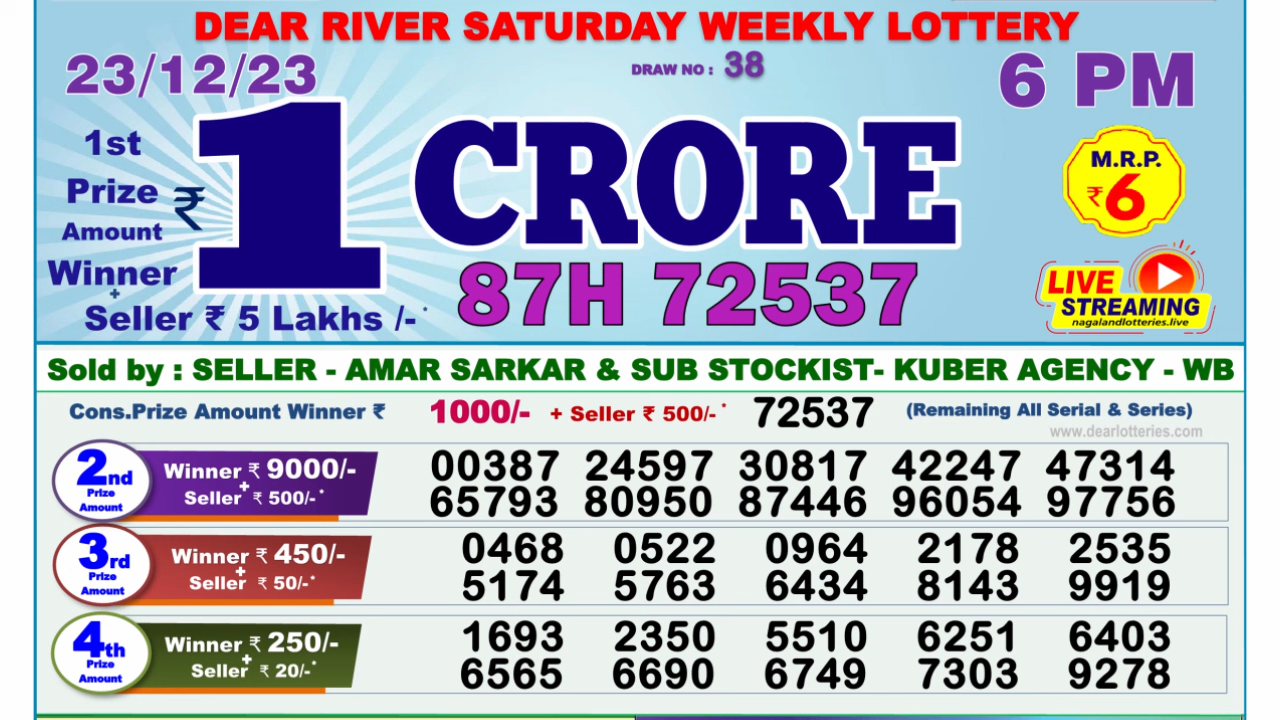 DEAR RIVER SATURDAY WEEKLY LOTTERY
23/12/23
DRAW NO : 38
6 PM
1st
Prize
Amount
Winner
+
Seller ₹ 5 Lakhs /-*
₹ 1 CRORE
87H 72537
M.R.P.
₹6
LIVE
STREAMING
nagalandlotteries.live
Sold by : SELLER - AMAR SARKAR & SUB STOCKIST- KUBER AGENCY - WB
Cons.Prize Amount Winner ₹ 1000/- + Seller ₹ 500/-* 72537 (Remaining All Serial & Series)
www.dearlotteries.com
2nd
Prize
Amount
Winner ₹ 9000/-
+
Seller ₹ 500/-*
00387 24597 30817 42247 47314
65793 80950 87446 96054 97756
3rd
Prize
Amount
Winner ₹ 450/-
+
Seller ₹ 50/-*
0468 0522 0964 2178 2535
5174 5763 6434 8143 9919
4th
Prize
Amount
Winner ₹ 250/-
+
Seller ₹ 20/-*
1693 2350 5510 6251 6403
6565 6690 6749 7303 9278